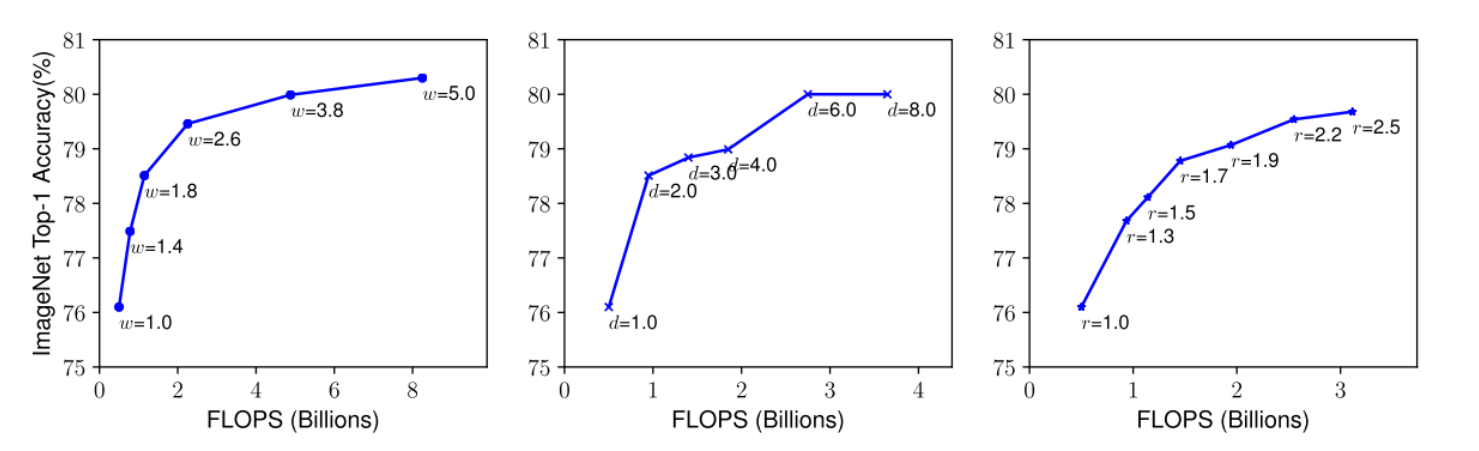 ImageNet Top-1 Accuracy(%)
81
80
79
78
77
76
75
0 2 4 6 8
FLOPS (Billions)
w=1.0
w=1.4
w=1.8
w=2.6
w=3.8
w=5.0
81
80
79
78
77
76
75
0 1 2 3 4
FLOPS (Billions)
d=1.0
d=2.0
d=3.0
d=4.0
d=6.0
d=8.0
81
80
79
78
77
76
75
0 1 2 3
FLOPS (Billions)
r=1.0
r=1.3
r=1.5
r=1.7
r=1.9
r=2.2
r=2.5